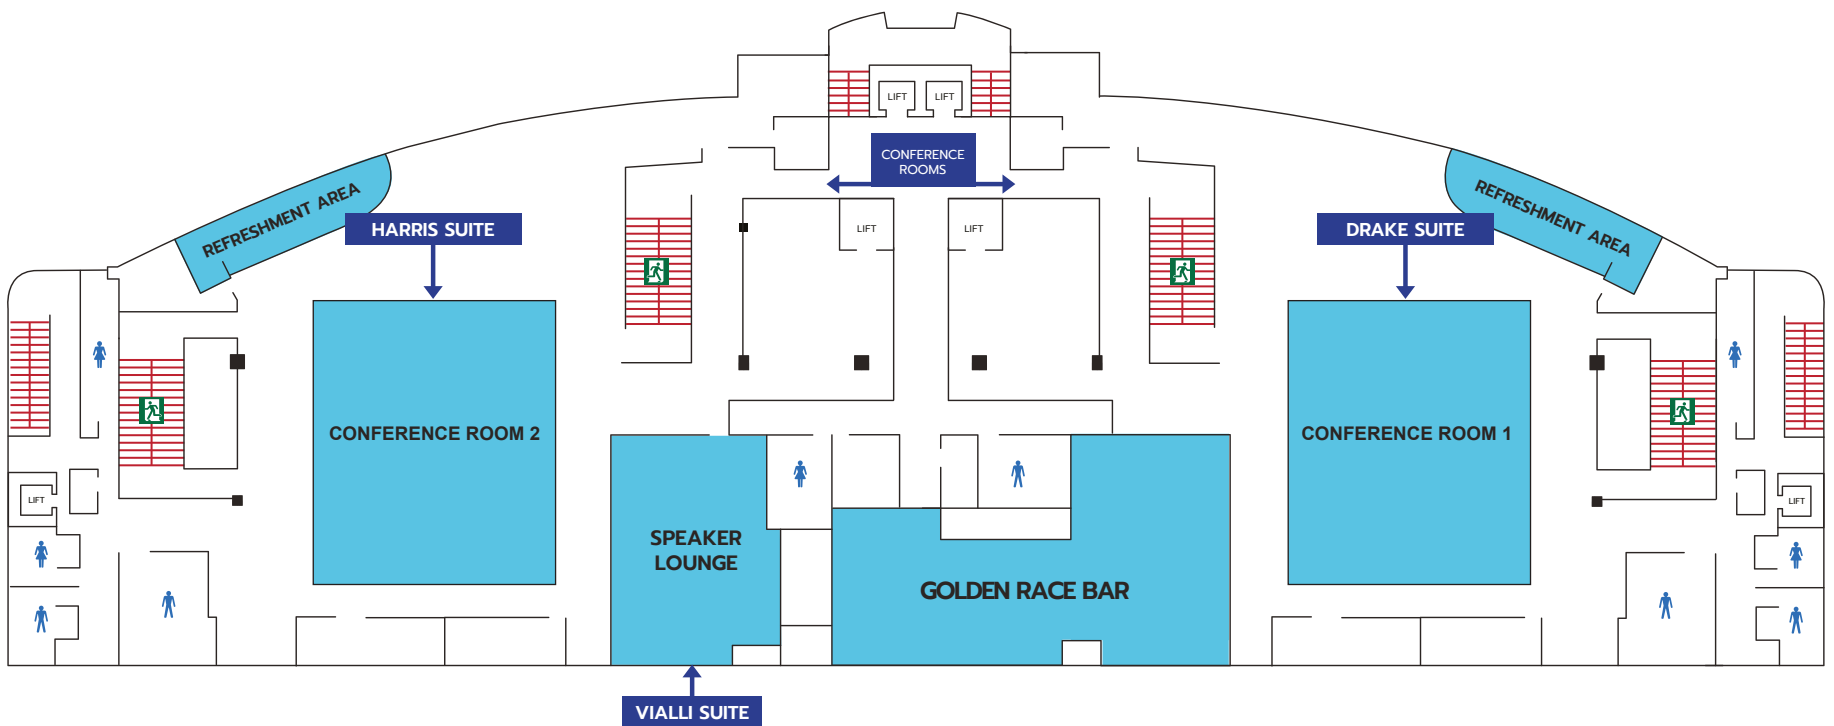 LIFT
LIFT
CONFERENCE
ROOMS
REFRESHMENT AREA
REFRESHMENT AREA
HARRIS SUITE
LIFT
LIFT
DRAKE SUITE
CONFERENCE ROOM 2
CONFERENCE ROOM 1
LIFT
LIFT
SPEAKER
LOUNGE
GOLDEN RACE BAR
VIALLI SUITE